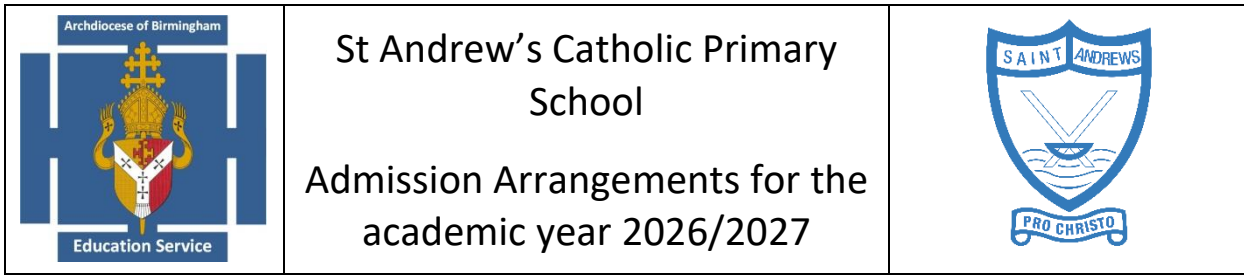 Archdiocese of Birmingham
Education Service
St Andrew’s Catholic Primary
School
Admission Arrangements for the
academic year 2026/2027
SAINT ANDREWS
PRO CHRISTO